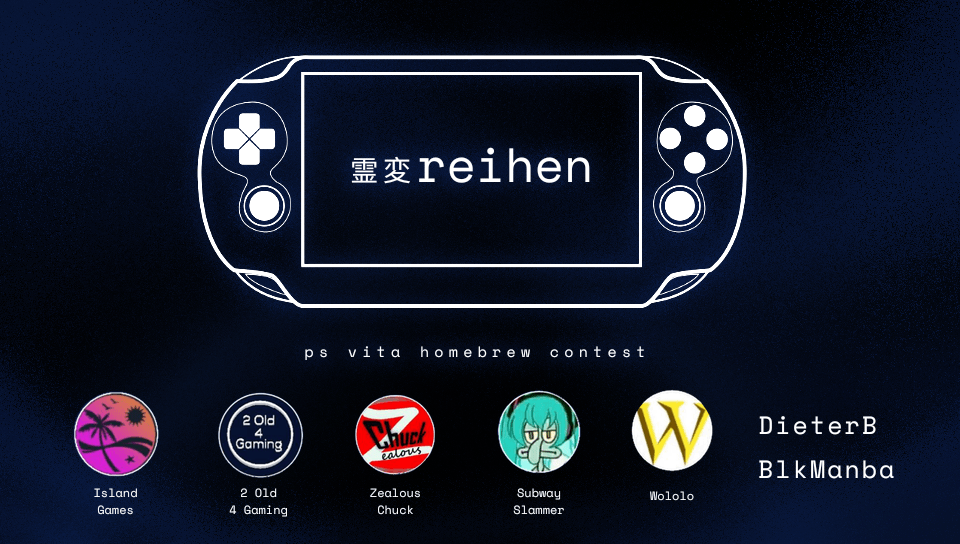 霊変reihen
ps vita homebrew contest
2 Old
4
Gaming
Z
Chuck
ealous
W
Island
Games
2 Old
4 Gaming
Zealous
Chuck
Subway
Slammer
Wololo
DieterB
BlkManba